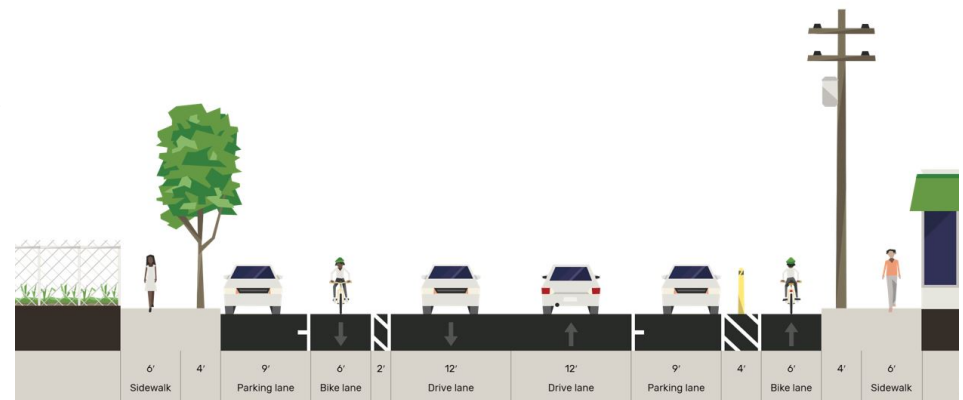 6′ 4′ 9′ 6′ 2′ 12′ 12′ 9′ 4′ 6′ 4′ 6′
Sidewalk Parking lane Bike lane Drive lane Drive lane Parking lane Bike lane Sidewalk